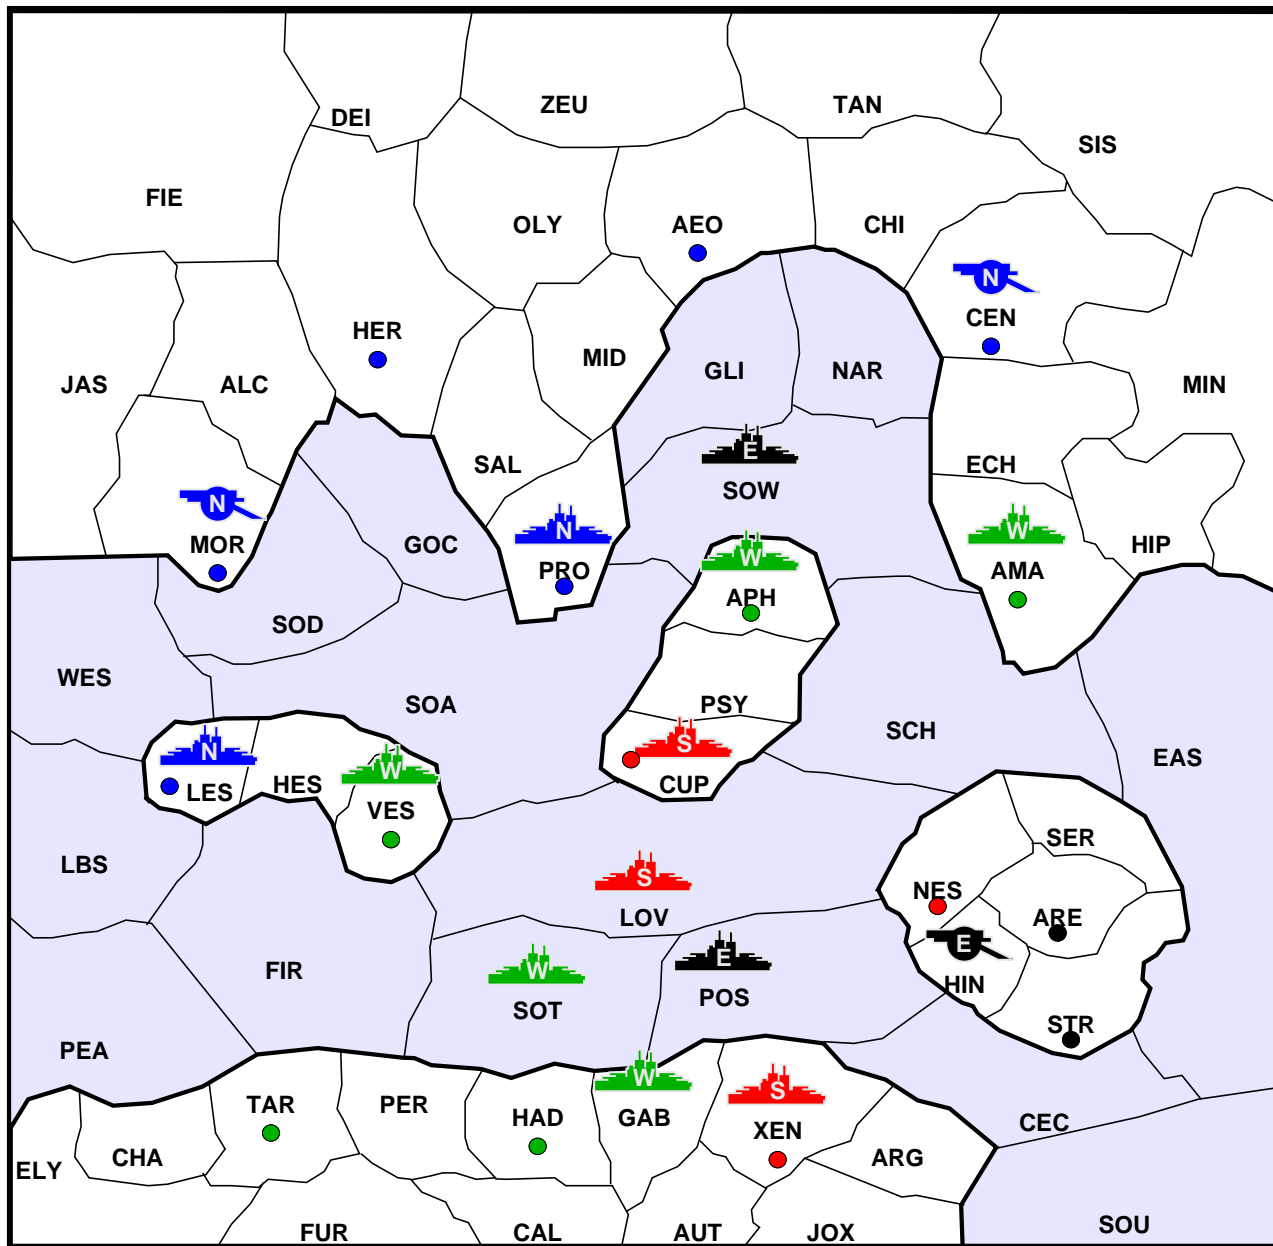 ZEU
TAN
DEI
SIS
FIE
OLY
AEO
CHI
N
CEN
HER
MID
GLI
NAR
JAS
ALC
MIN
E
SAL
ECH
SOW
N
N
W
MOR
GOC
PRO
W
HIP
AMA
APH
SOD
WES
SOA
PSY
SCH
N
S
W
EAS
LES
HES
CUP
VES
SER
LBS
S
NES
LOV
ARE
E
FIR
W
E
HIN
SOT
POS
STR
PEA
W
S
TAR
PER
HAD
GAB
CEC
XEN
CHA
ARG
ELY
FUR
CAL
AUT
JOX
SOU